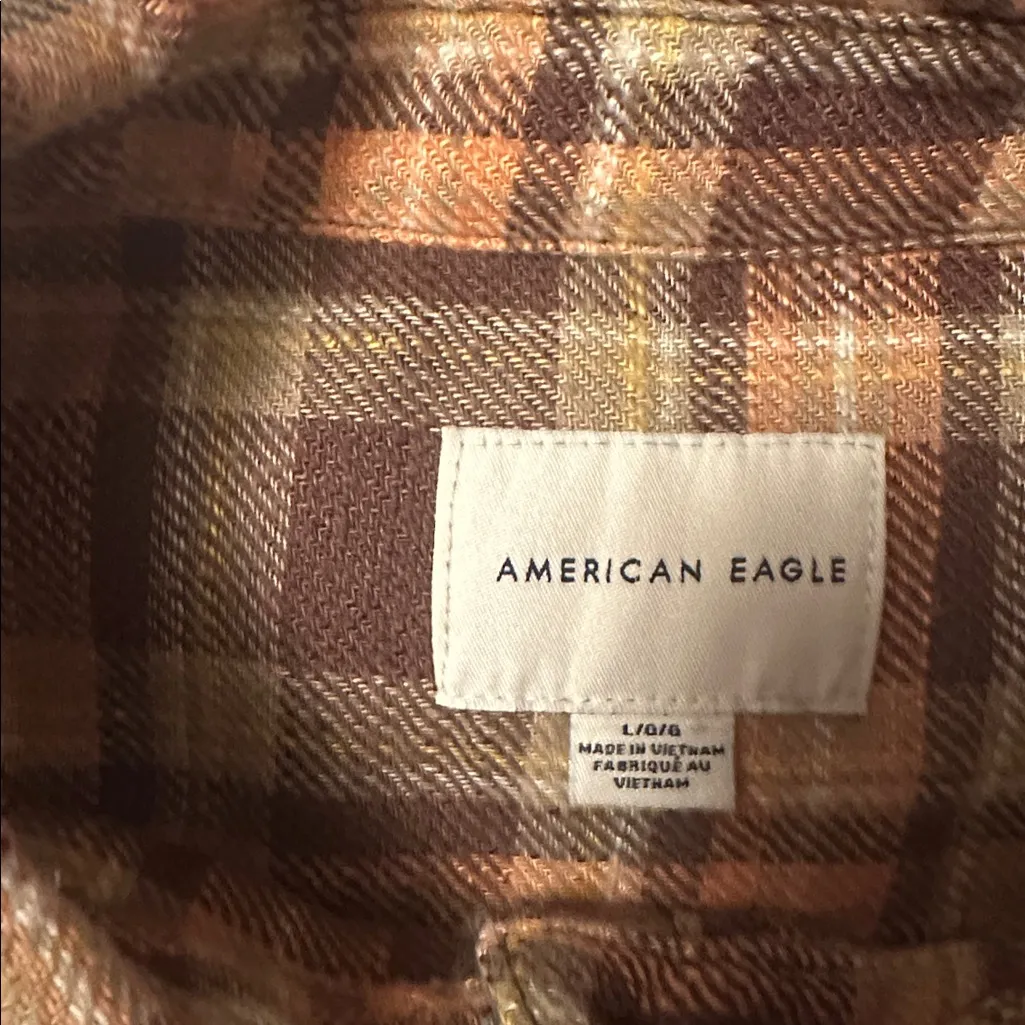 AMERICAN EAGLE
L/G/G
MADE IN VIETNAM
FABRIQUÉ AU
VIETNAM